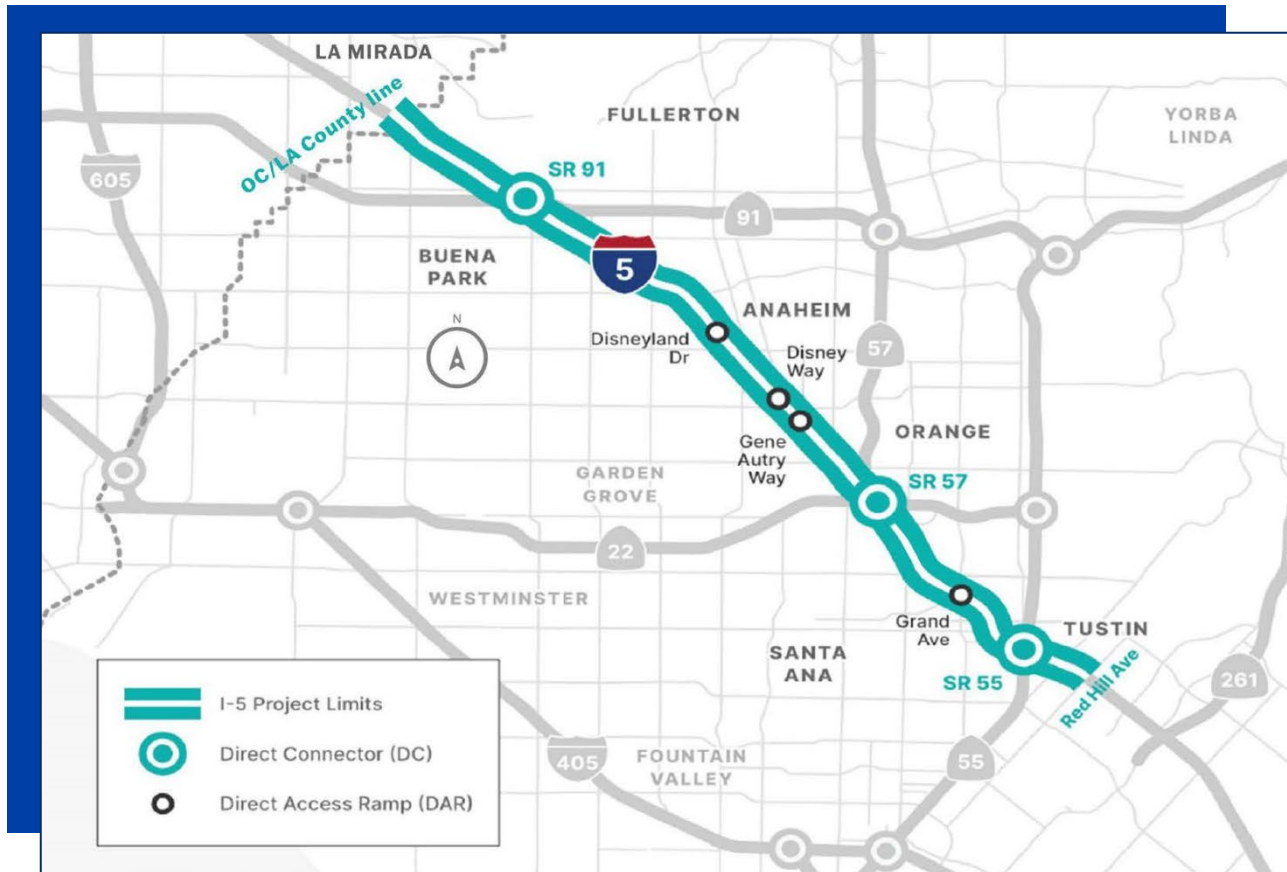 LA MIRADA
OC/LA County line
FULLERTON
YORBA
LINDA
SR 91
605
91
BUENA
PARK
5
N
ANAHEIM
Disneyland
Dr
Disney
Way
57
ORANGE
Gene
Autry
Way
GARDEN
GROVE
SR 57
22
WESTMINSTER
Grand
Ave
TUSTIN
SANTA
ANA
SR 55
Red Hill Ave
261
I-5 Project Limits
Direct Connector (DC)
Direct Access Ramp (DAR)
405
FOUNTAIN
VALLEY
55